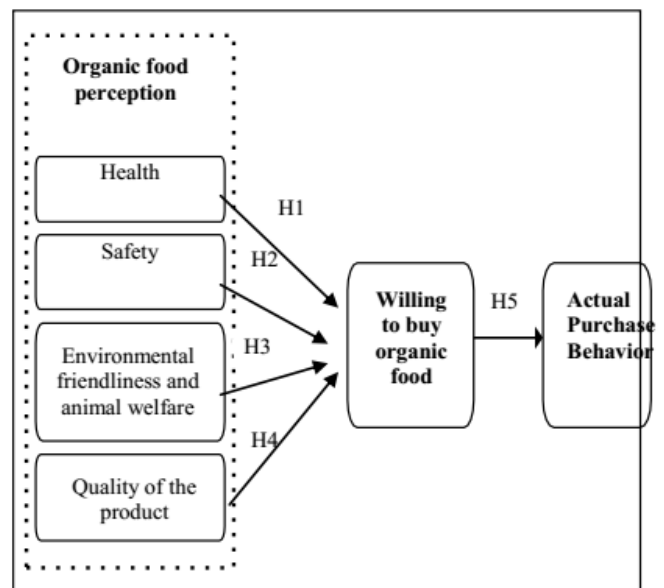 Organic food
perception
Health
H1
Safety
H2
Environmental
friendliness and
animal welfare
H3
H4
Quality of the
product
Willing
to buy
organic
food
H5
Actual
Purchase
Behavior